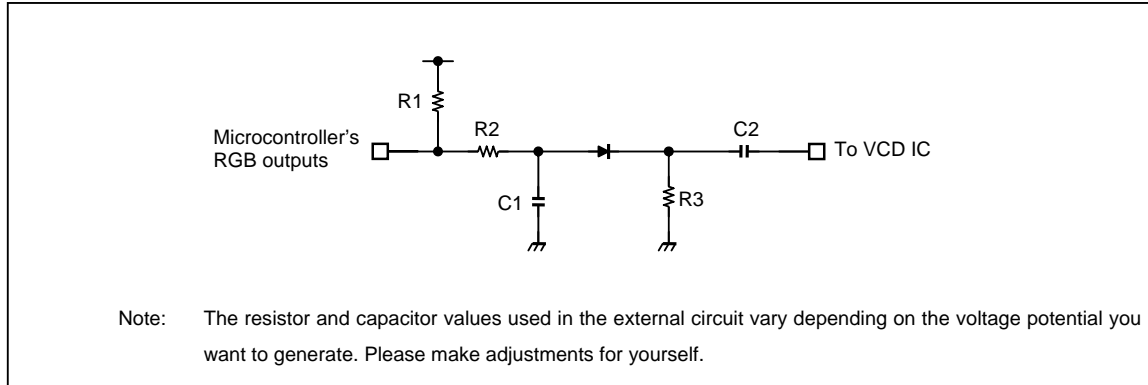 R1
Microcontroller's
RGB outputs
R2
C2
To VCD IC
C1
R3
Note: The resistor and capacitor values used in the external circuit vary depending on the voltage potential you
want to generate. Please make adjustments for yourself.